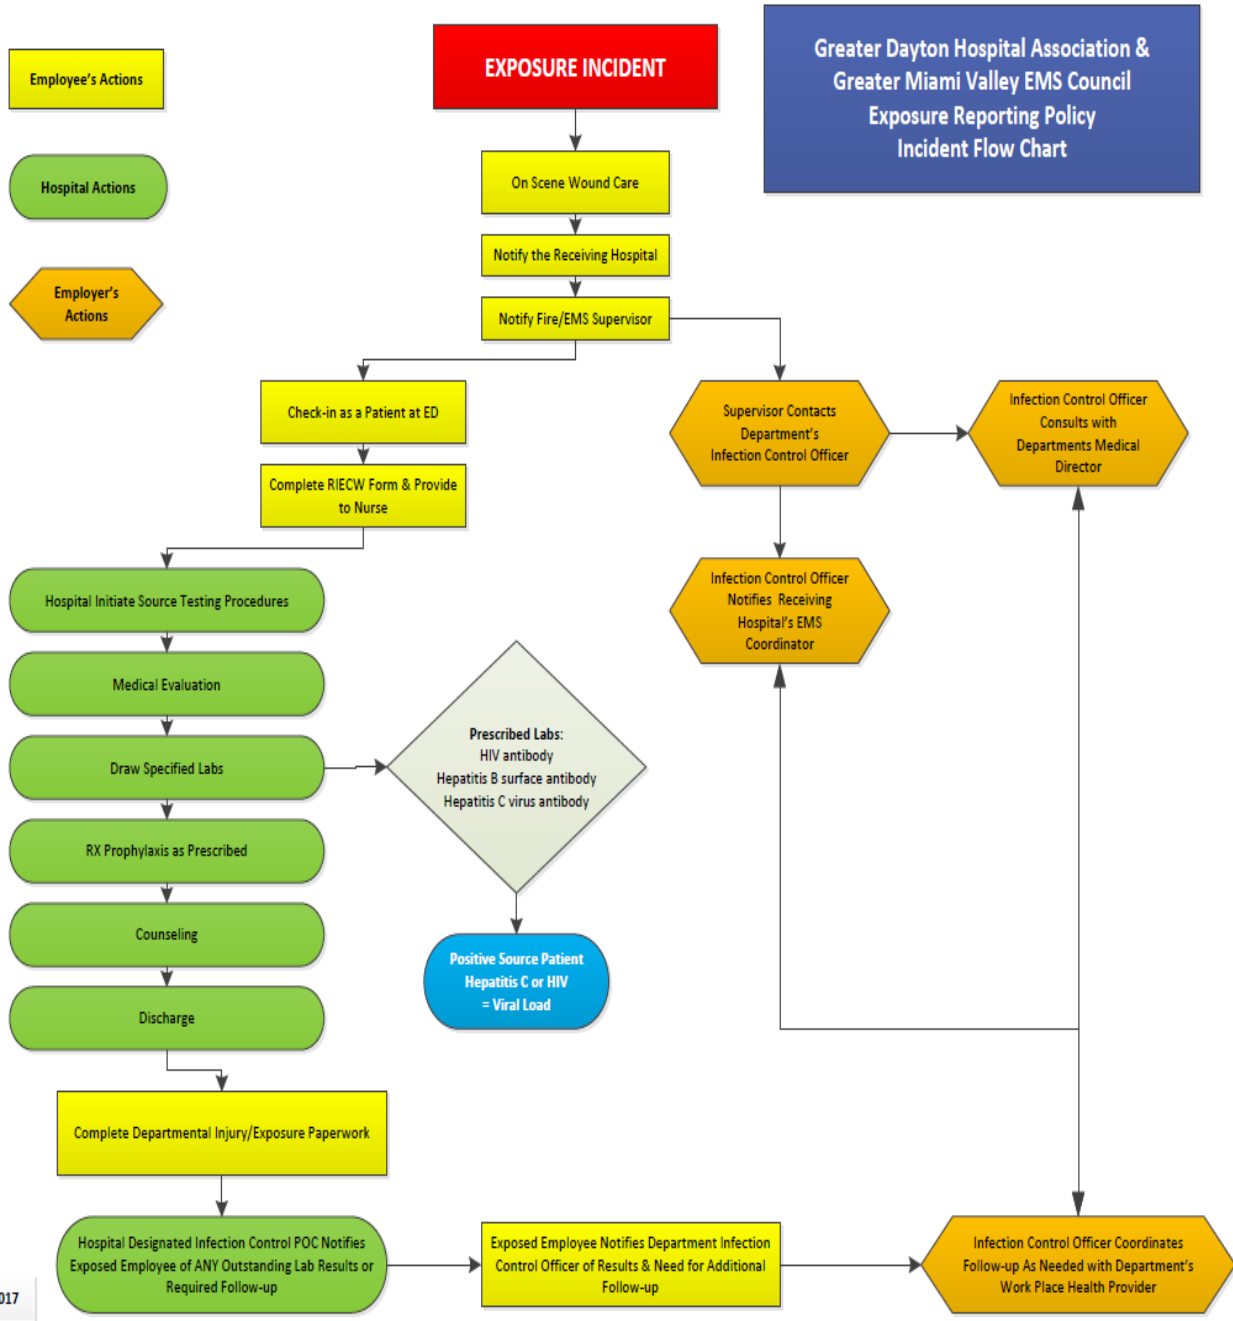 Employee's Actions
Hospital Actions
Employer's
Actions
EXPOSURE INCIDENT
Greater Dayton Hospital Association &
Greater Miami Valley EMS Council
Exposure Reporting Policy
Incident Flow Chart
On Scene Wound Care
Notify the Receiving Hospital
Notify Fire/EMS Supervisor
Check-in as a Patient at ED
Complete RIECW Form & Provide
to Nurse
Supervisor Contacts
Department's
Infection Control Officer
Infection Control Officer
Consults with
Departments Medical
Director
Infection Control Officer
Notifies Receiving
Hospital's EMS
Coordinator
Hospital Initiate Source Testing Procedures
Medical Evaluation
Draw Specified Labs
RX Prophylaxis as Prescribed
Counseling
Discharge
Prescribed Labs:
HIV antibody
Hepatitis B surface antibody
Hepatitis C virus antibody
Positive Source Patient
Hepatitis C or HIV
= Viral Load
Complete Departmental Injury/Exposure Paperwork
Hospital Designated Infection Control POC Notifies
Exposed Employee of ANY Outstanding Lab Results or
Required Follow-up
Exposed Employee Notifies Department Infection
Control Officer of Results & Need for Additional
Follow-up
Infection Control Officer Coordinates
Follow-up As Needed with Department's
Work Place Health Provider
017